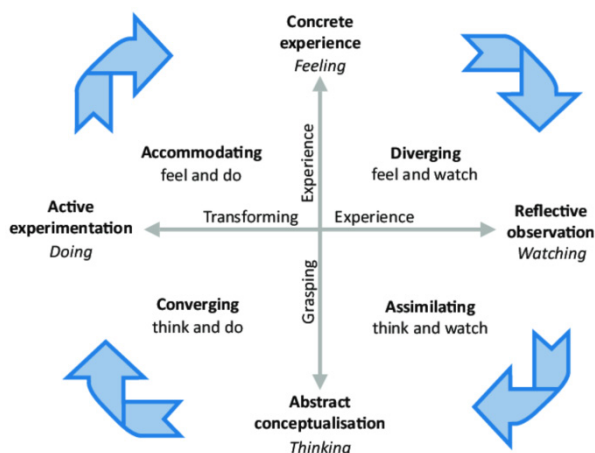 Concrete
experience
Feeling
Accommodating
feel and do
Experience
Diverging
feel and watch
Active
experimentation
Doing
Transforming
Experience
Reflective
observation
Watching
Converging
think and do
Grasping
Assimilating
think and watch
Abstract
conceptualisation
Thinking